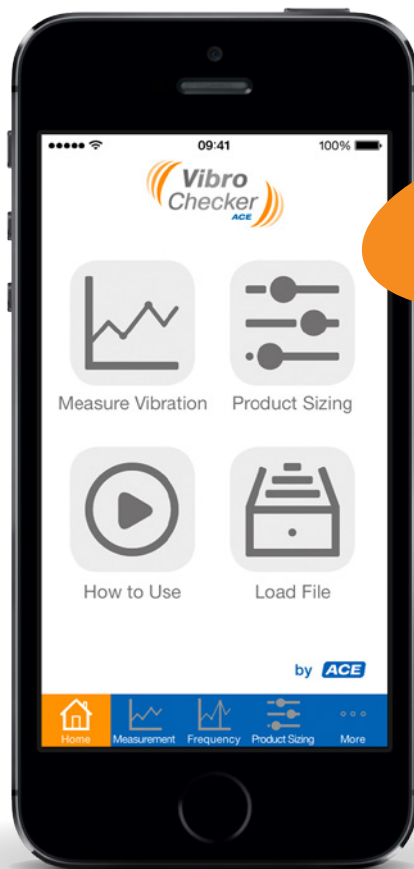 09:41
100%
Vibro
Checker
ACE
Measure Vibration
Product Sizing
How to Use
Load File
by ACE
Home
Measurement
Frequency
Product Sizing
More